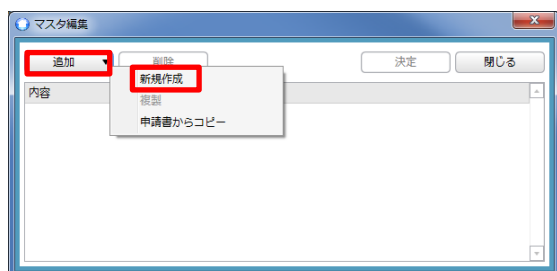 マスタ編集
追加 削除 決定 閉じる
新規作成
内容
複製
申請書からコピー